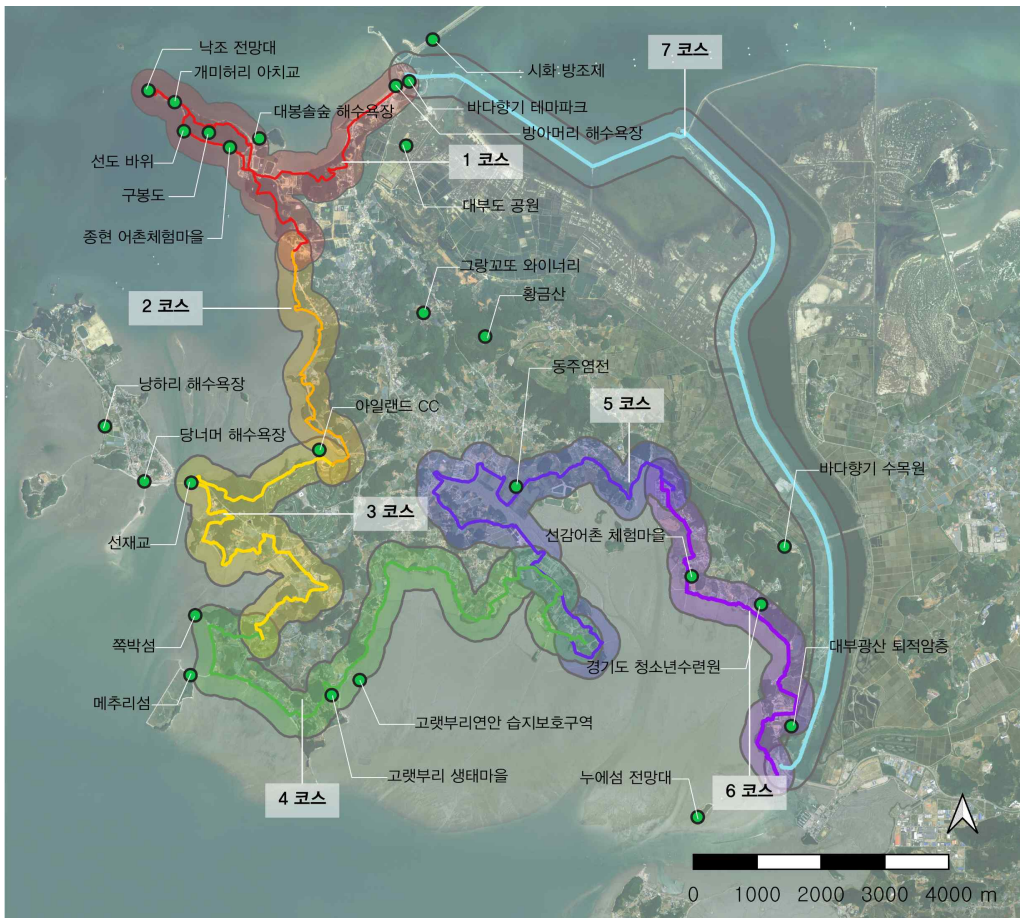 낙조 전망대
시화 방조제
7 코스
개미허리 아치교
대봉솔숲 해수욕장
바다향기 테마파크
방아머리 해수욕장
선도 바위
1 코스
구봉도
대부도 공원
종현 어촌체험마을
그랑꼬또 와이너리
황금산
2 코스
동주염전
낭하리 해수욕장
아일랜드 CC
5 코스
당너머 해수욕장
바다향기 수목원
3 코스
선재교
선감어촌 체험마을
쪽박섬
대부광산 퇴적암층
경기도 청소년수련원
메추리섬
고랫부리연안 습지보호구역
고랫부리 생태마을
누에섬 전망대
4 코스
6 코스
0 1000 2000 3000 4000 m